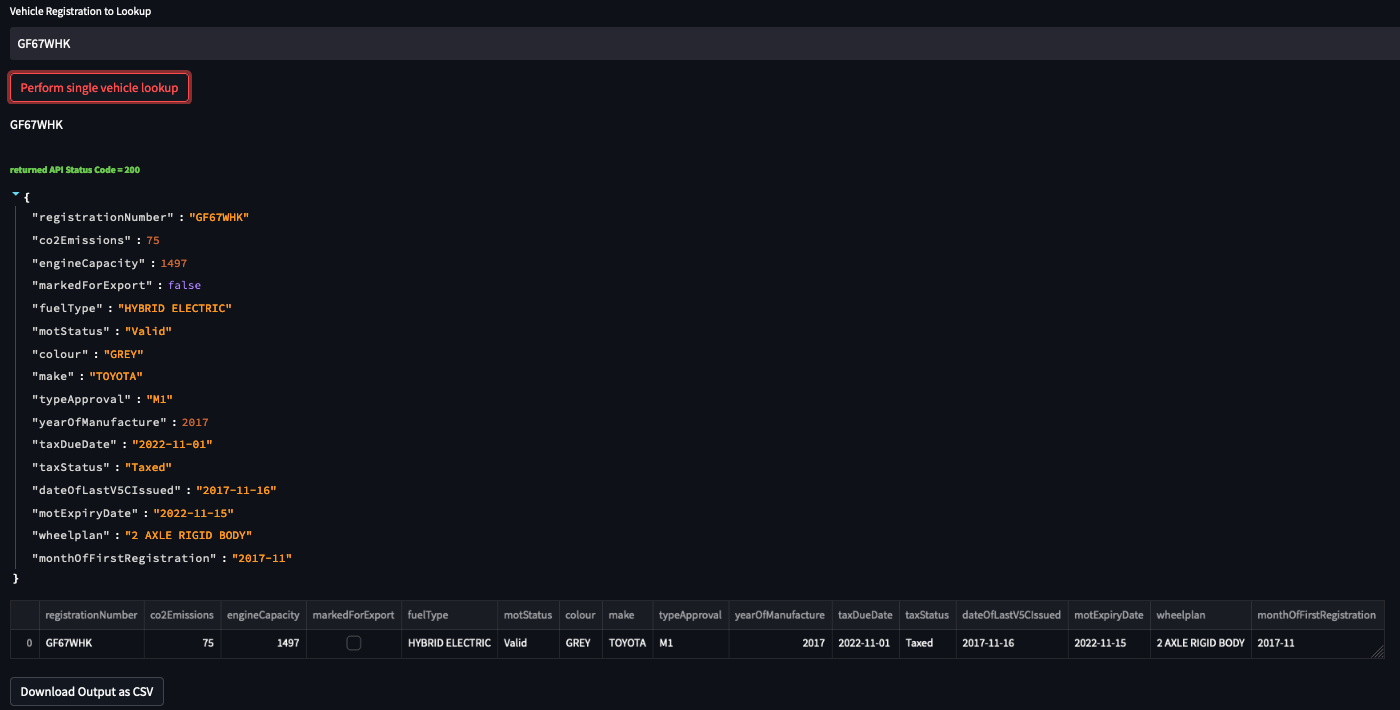 Vehicle Registration to Lookup
GF67WHK
Perform single vehicle lookup
GF67WHK
returned API Status Code = 200
{
"registrationNumber" : "GF67WHK"
"co2Emissions" : 75
"engineCapacity" : 1497
"markedForExport" : false
"fuelType" : "HYBRID ELECTRIC"
"motStatus" : "Valid"
"colour" : "GREY"
"make" : "TOYOTA"
"typeApproval" : "M1"
"yearOfManufacture" : 2017
"taxDueDate" : "2022-11-01"
"taxStatus" : "Taxed"
"dateOfLastV5CIssued" : "2017-11-16"
"motExpiryDate" : "2022-11-15"
"wheelplan" : "2 AXLE RIGID BODY"
"monthOfFirstRegistration" : "2017-11"
}
registrationNumber co2Emissions engineCapacity markedForExport fuelType motStatus colour make typeApproval yearOfManufacture taxDueDate taxStatus dateOfLastV5CIssued motExpiryDate wheelplan monthOfFirstRegistration
0 GF67WHK 75 1497 HYBRID ELECTRIC Valid GREY TOYOTA M1 2017 2022-11-01 Taxed 2017-11-16 2022-11-15 2 AXLE RIGID BODY 2017-11
Download Output as CSV